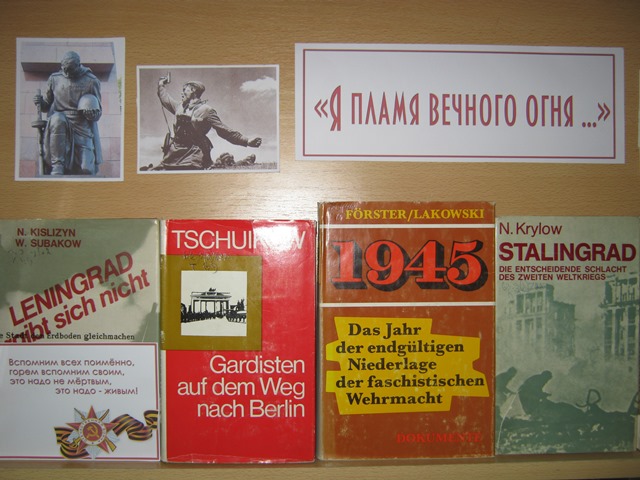 «Я ПЛАМЯ ВЕЧНОГО ОГНЯ ...»
N. KISLIZYN
W. SUBAKOW
LENINGRAD
gibt sich nicht
Erdboden gleichmachen
Вспомним всех поимённо,
горем вспомним своим,
это надо не мёртвым,
это надо - живым!
TSCHUIKOW
Gardisten
auf dem Weg
nach Berlin
FÖRSTER/LAKOWSKI
1945
Das Jahr
der endgültigen
Niederlage
der faschistischen
Wehrmacht
DOKUMENTE
N. Krylow
STALINGRAD
DIE ENTSCHEIDENDE SCHLACHT
DES ZWEITEN WELTKRIEGS